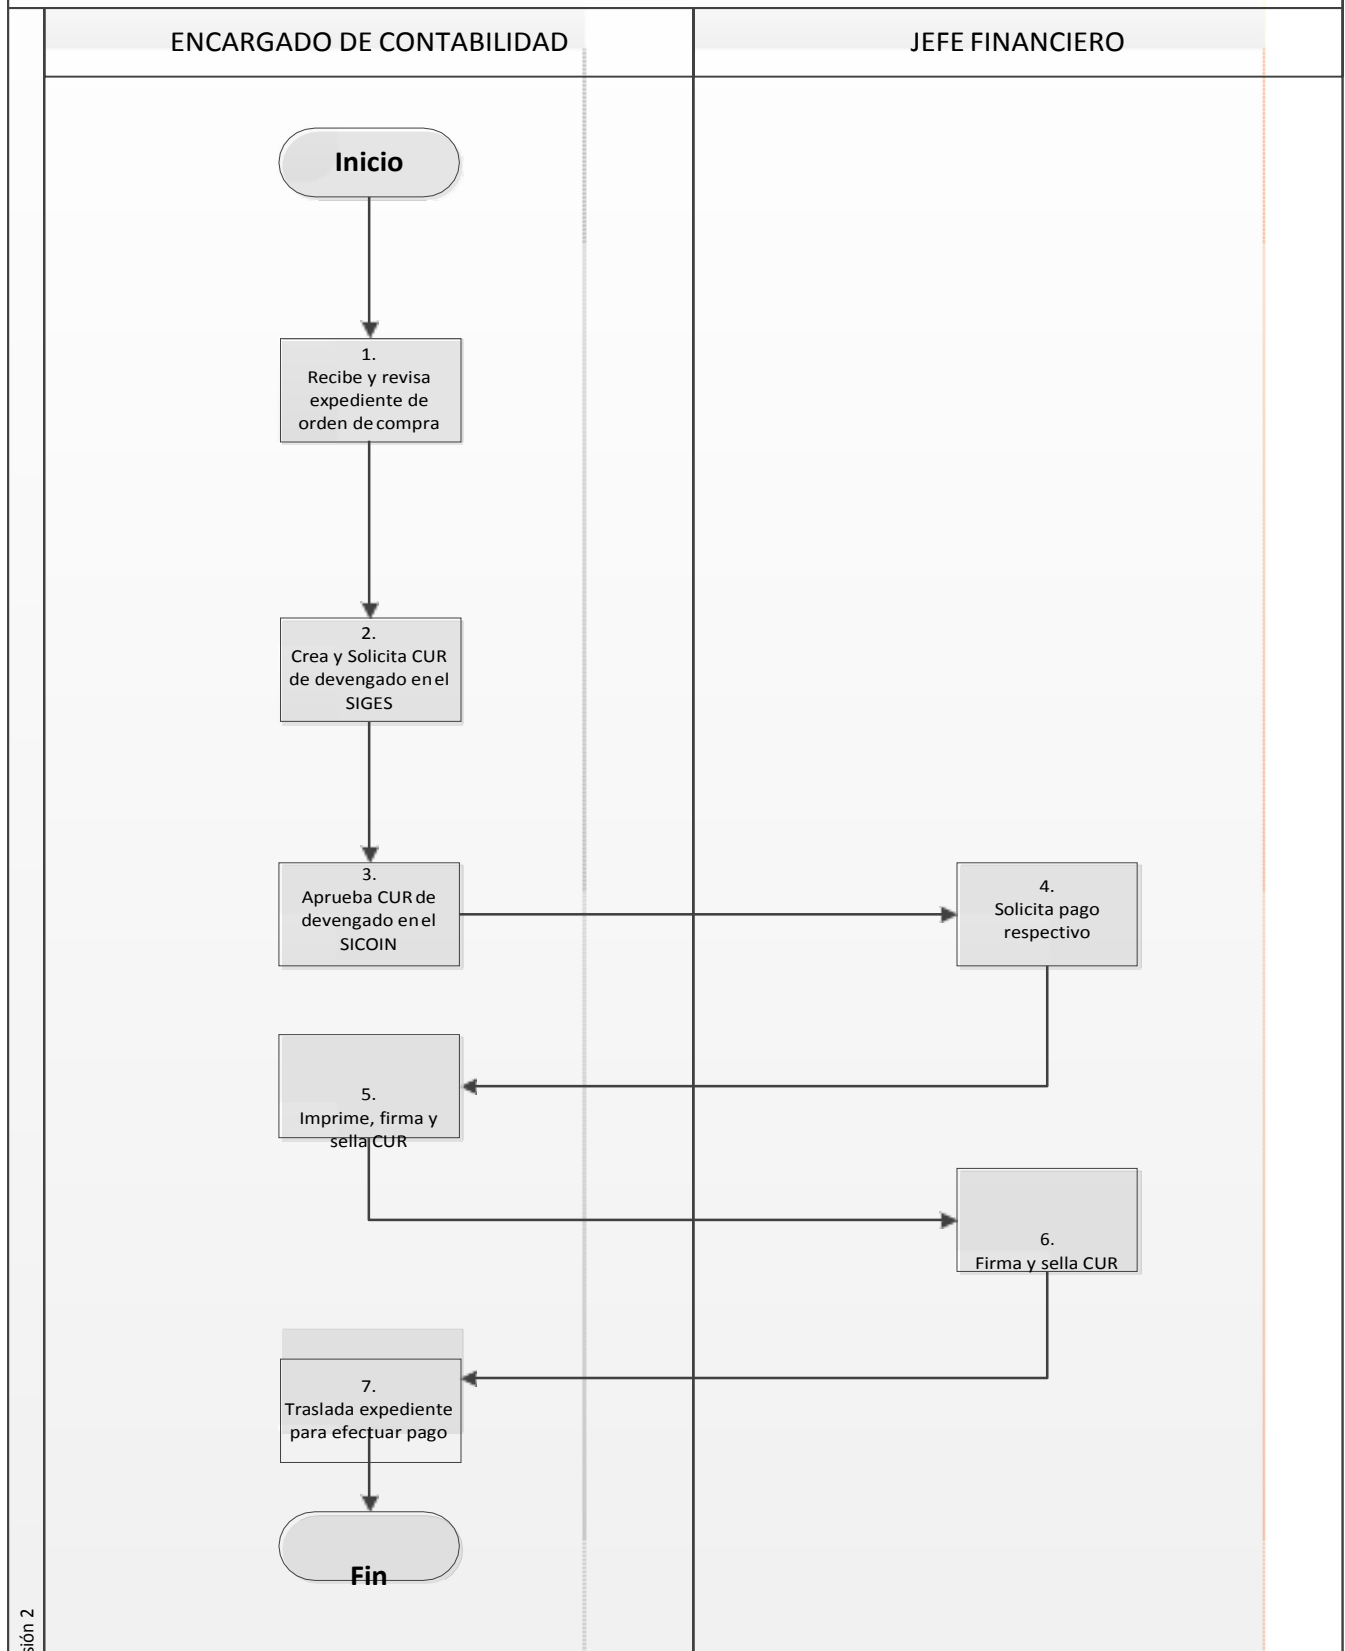 ENCARGADO DE CONTABILIDAD
JEFE FINANCIERO
Inicio
1.
Recibe y revisa
expediente de
orden de compra
2.
Crea y Solicita CUR
de devengado en el
SIGES
3.
Aprueba CUR de
devengado en el
SICOIN
4.
Solicita pago
respectivo
5.
Imprime, firma y
sella CUR
6.
Firma y sella CUR
7.
Traslada expediente
para efectuar pago
Fin
sión 2